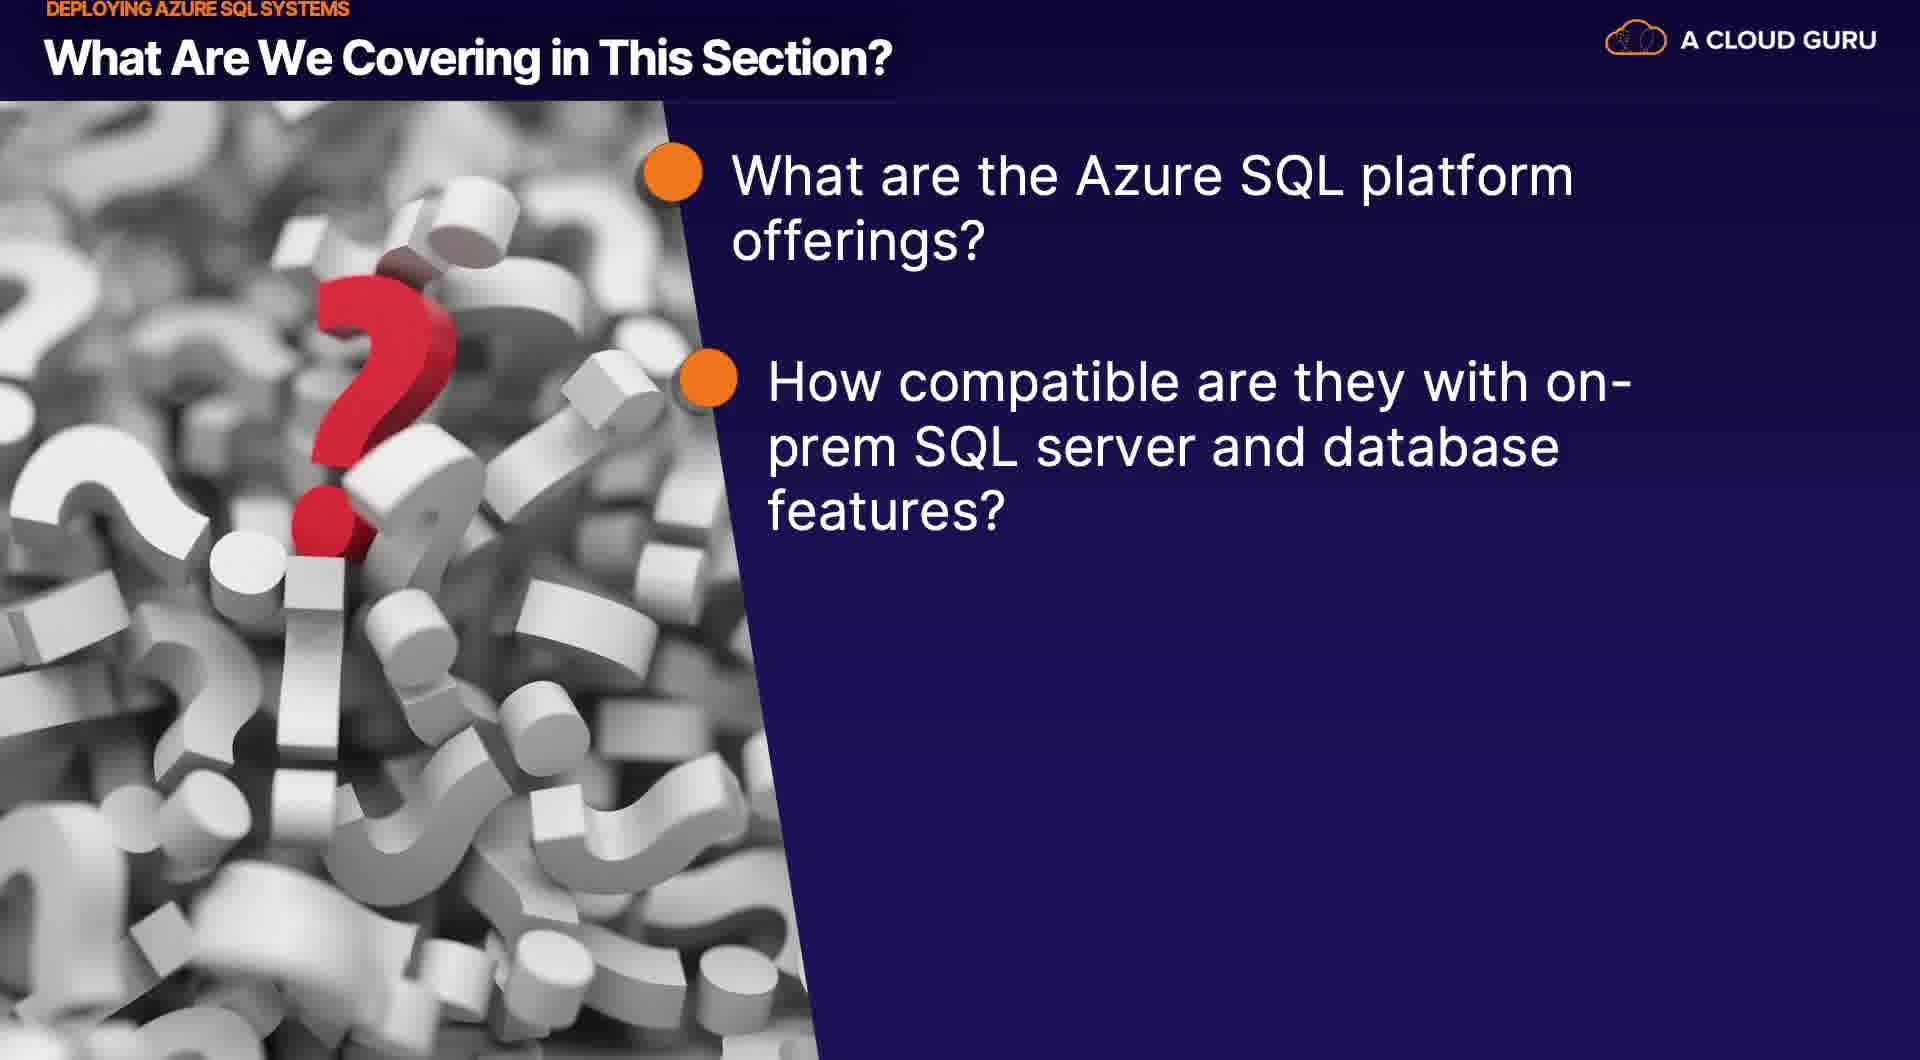 DEPLOYING AZURE SQL SYSTEMS
What Are We Covering in This Section?
A CLOUD GURU
What are the Azure SQL platform
offerings?
How compatible are they with on-
prem SQL server and database
features?